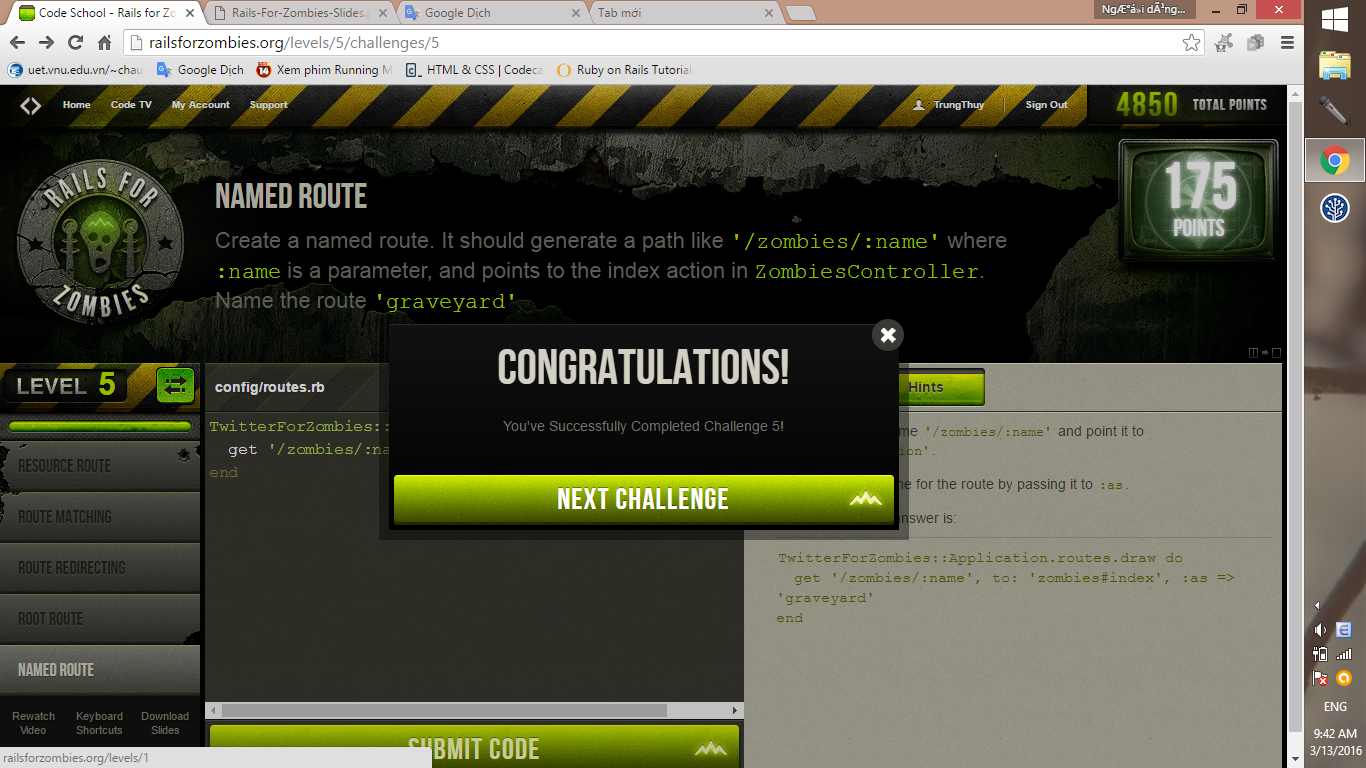 Code School - Rails for Zo
Rails-For-Zombies-Slides.p
Google Dịch
Tab mới
NgÆ°á»i dÃ¹ng...
railsforzombies.org/levels/5/challenges/5
uet.vnu.edu.vn/~chau
Google Dịch
Xem phim Running M
HTML & CSS | Codeca
Ruby on Rails Tutorial
Home
Code TV
My Account
Support
TrungThuy
Sign Out
4850 TOTAL POINTS
RAILS FOR
ZOMBIES
NAMED ROUTE
Create a named route. It should generate a path like '/zombies/:name' where
:name is a parameter, and points to the index action in ZombiesController.
Name the route 'graveyard'
175
POINTS
LEVEL 5
RESOURCE ROUTE
ROUTE MATCHING
ROUTE REDIRECTING
ROOT ROUTE
NAMED ROUTE
Rewatch Video
Keyboard Shortcuts
Download Slides
config/routes.rb
TwitterForZombies::
get '/zombies/:na
end
CONGRATULATIONS!
You've Successfully Completed Challenge 5!
NEXT CHALLENGE
SUBMIT CODE
Hints
me '/zombies/:name' and point it to
ion'.
e for the route by passing it to :as.
answer is:
TwitterForZombies::Application.routes.draw do
get '/zombies/:name', to: 'zombies#index', :as =>
'graveyard'
end
railsforzombies.org/levels/1
ENG
9:42 AM
3/13/2016